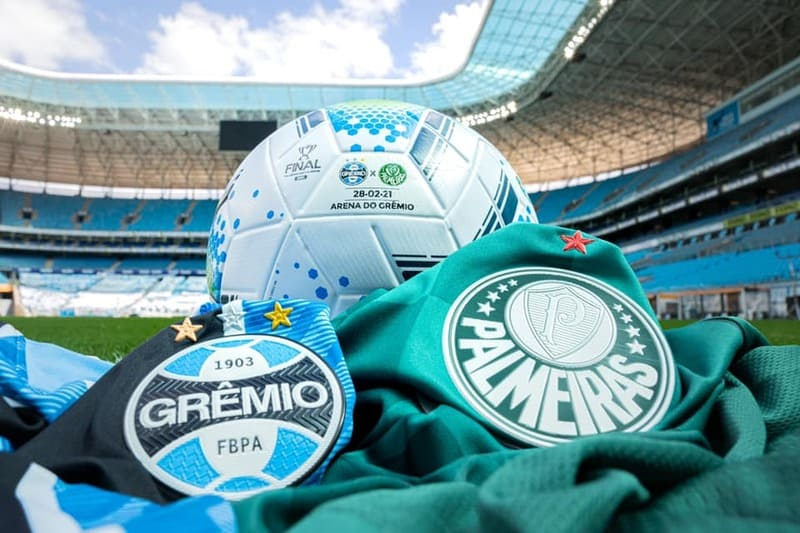 FINAL
x
28-02-21
ARENA DO GRÊMIO
1903
GRÊMIO
FBPA
P
PALMEIRAS